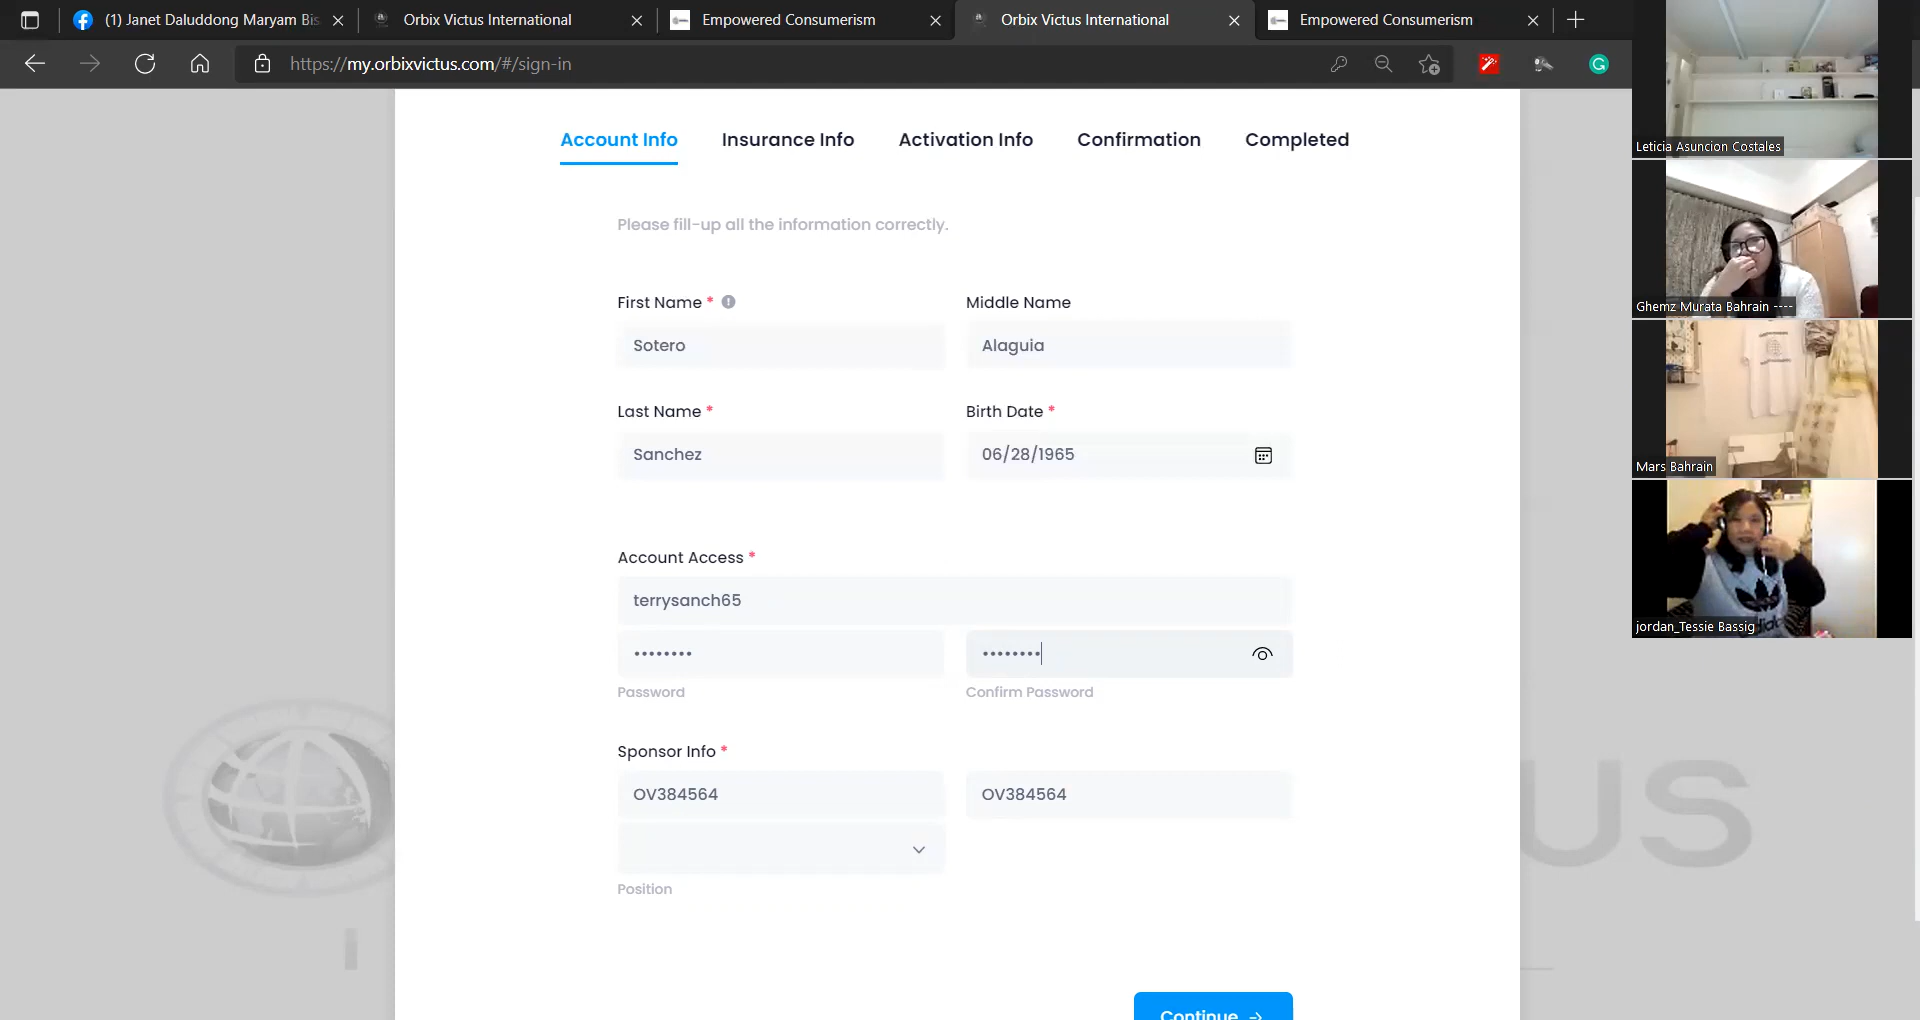 (1) Janet Daluddong Maryam Bis
Orbix Victus International
Empowered Consumerism
Orbix Victus International
Empowered Consumerism
https://my.orbixvictus.com/#/sign-in
G
Account Info
Insurance Info
Activation Info
Confirmation
Completed
Please fill-up all the information correctly.
First Name *
Middle Name
Sotero
Alaguia
Last Name *
Birth Date *
Sanchez
06/28/1965
Account Access *
terrysanch65
••••••••
••••••••
Password
Confirm Password
Sponsor Info *
OV384564
OV384564
Position
Continue →
US
Leticia Asuncion Costales
Ghemz Murata Bahrain ----
Mars Bahrain
jordan_Tessie Bassig